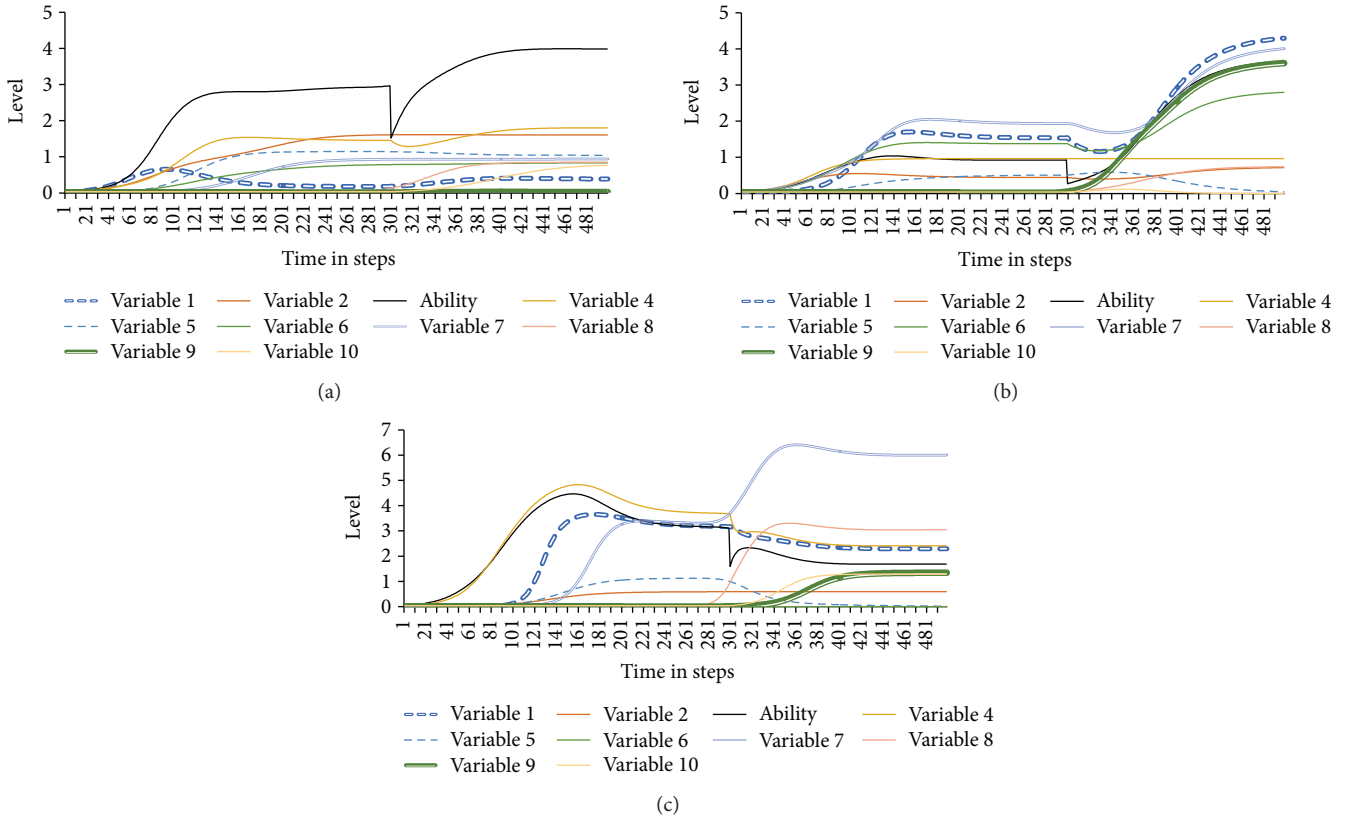 5
4
3
2
1
0
Level
1 21 41 61 81 101 121 141 161 181 201 221 241 261 281 301 321 341 361 381 401 421 441 461 481
Time in steps
Variable 1 Variable 2 Ability Variable 4
Variable 5 Variable 6 Variable 7 Variable 8
Variable 9 Variable 10
(a)
5
4
3
2
1
0
Level
1 21 41 61 81 101 121 141 161 181 201 221 241 261 281 301 321 341 361 381 401 421 441 461 481
Time in steps
Variable 1 Variable 2 Ability Variable 4
Variable 5 Variable 6 Variable 7 Variable 8
Variable 9 Variable 10
(b)
7
6
5
4
3
2
1
0
Level
1 21 41 61 81 101 121 141 161 181 201 221 241 261 281 301 321 341 361 381 401 421 441 461 481
Time in steps
Variable 1 Variable 2 Ability Variable 4
Variable 5 Variable 6 Variable 7 Variable 8
Variable 9 Variable 10
(c)